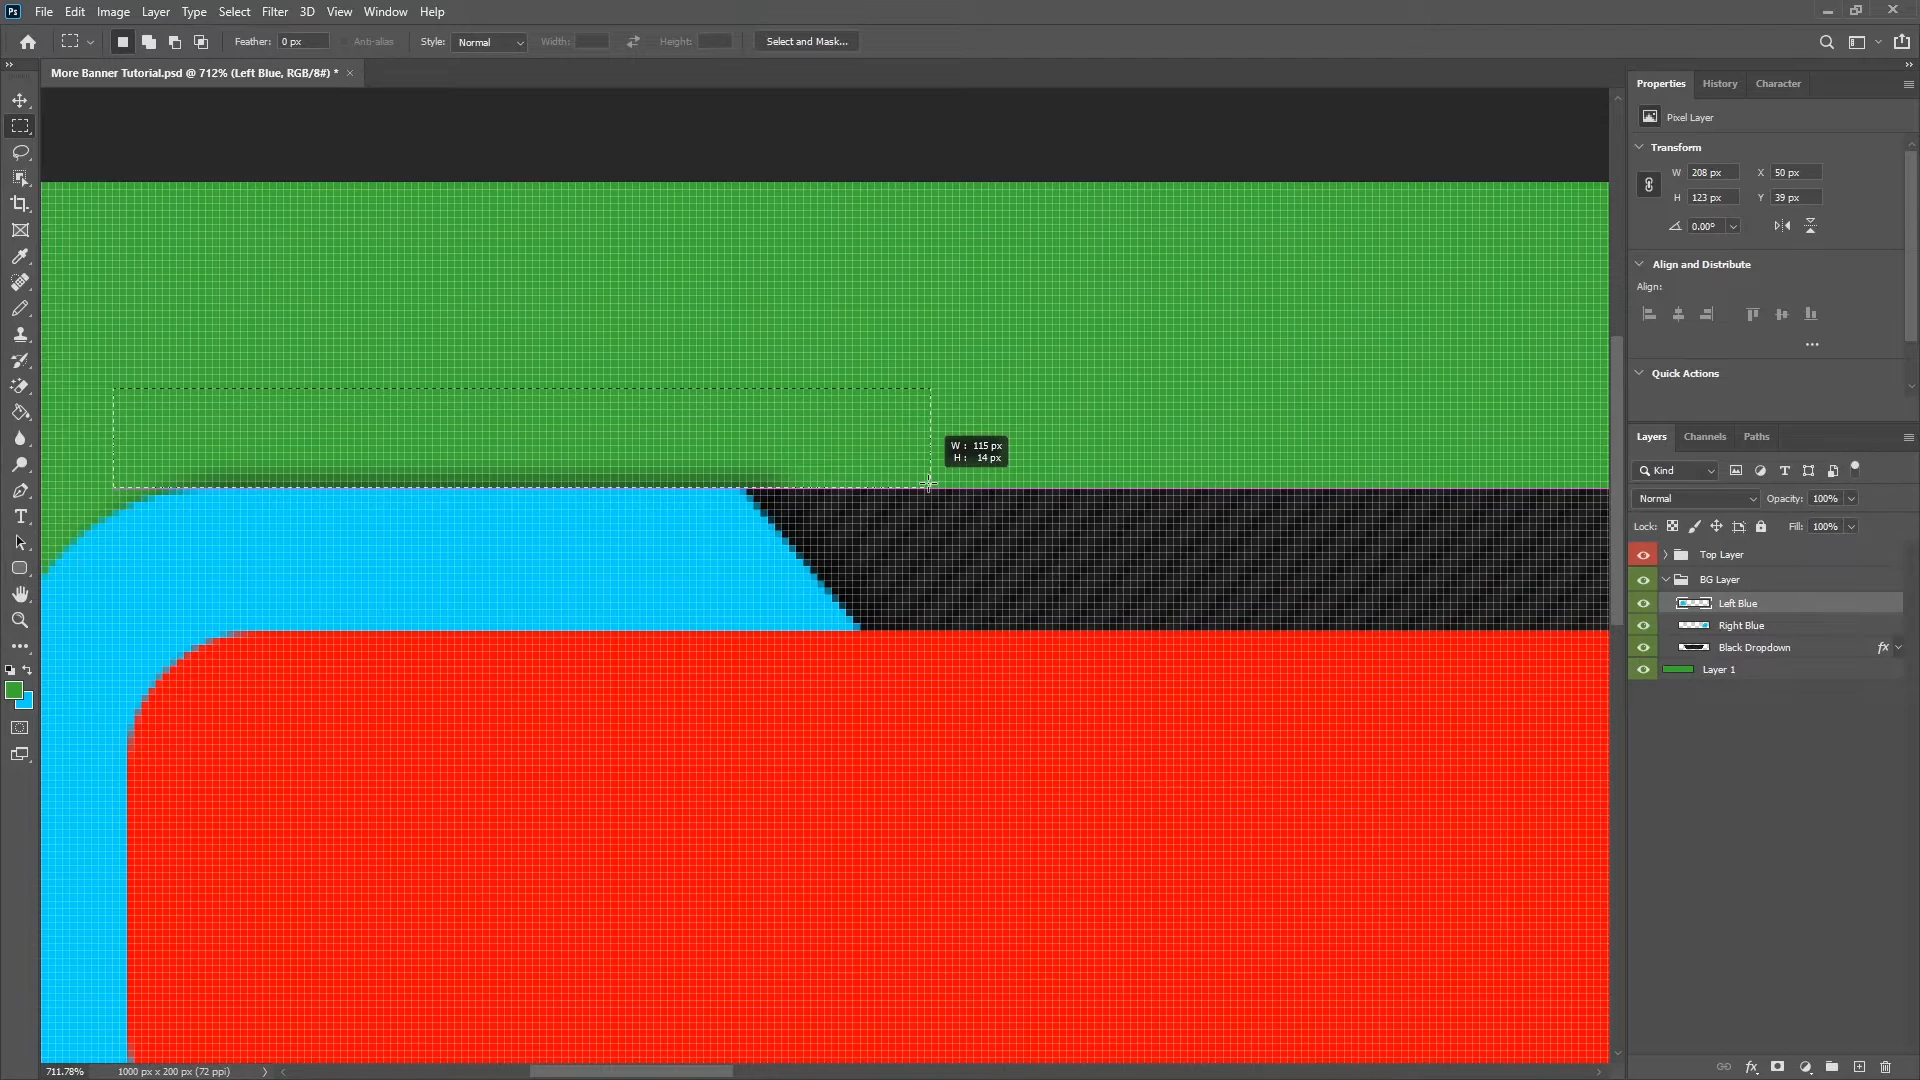 Ps File Edit Image Layer Type Select Filter 3D View Window Help
Feather: 0 px Anti-alias Style: Normal Width: Height: Select and Mask...
More Banner Tutorial.psd @ 712% (Left Blue, RGB/8#) * ×
Properties History Character
Pixel Layer
Transform
W 208 px X 50 px
H 123 px Y 39 px
0.00°
Align and Distribute
Align:
Quick Actions
W : 115 px
H : 14 px
Layers Channels Paths
Kind
Normal Opacity: 100%
Lock: Fill: 100%
Top Layer
BG Layer
Left Blue
Right Blue
Black Dropdown fx
Layer 1
711.78% 1000 px x 200 px (72 ppi)
fx